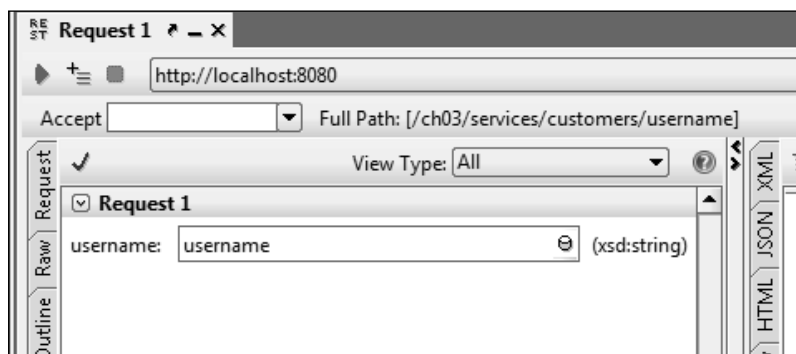 REST Request 1
http://localhost:8080
Accept Full Path: [/ch03/services/customers/username]
View Type: All
Request
Raw
Outline
Request 1
username: username (xsd:string)
XML
JSON
HTML